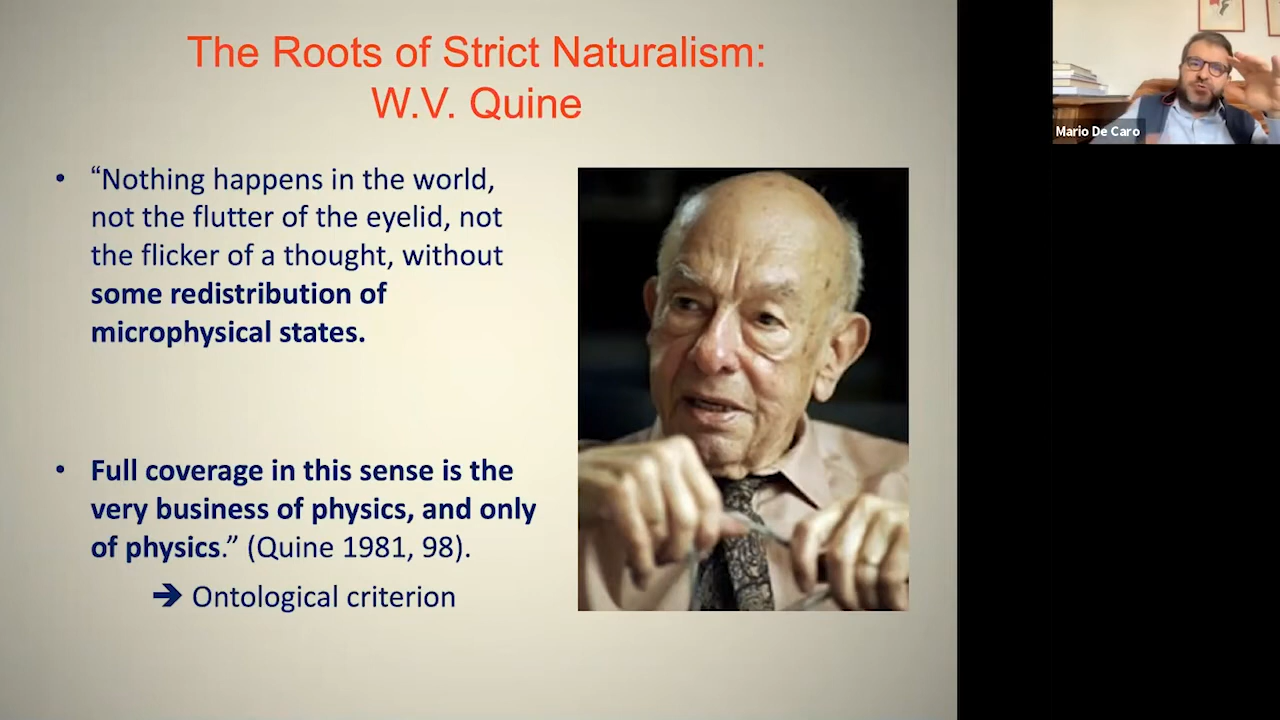 The Roots of Strict Naturalism:
W.V. Quine
• “Nothing happens in the world,
not the flutter of the eyelid, not
the flicker of a thought, without
some redistribution of
microphysical states.
• Full coverage in this sense is the
very business of physics, and only
of physics.” (Quine 1981, 98).
➔ Ontological criterion
Mario De Caro